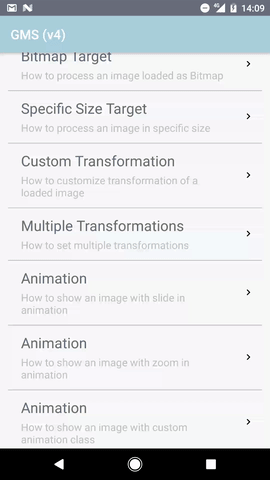 14:09
GMS (v4)
Bitmap Target
How to process an image loaded as Bitmap
Specific Size Target
How to process an image in specific size
Custom Transformation
How to customize transformation of a
loaded image
Multiple Transformations
How to set multiple transformations
Animation
How to show an image with slide in
animation
Animation
How to show an image with zoom in
animation
Animation
How to show an image with custom
animation class